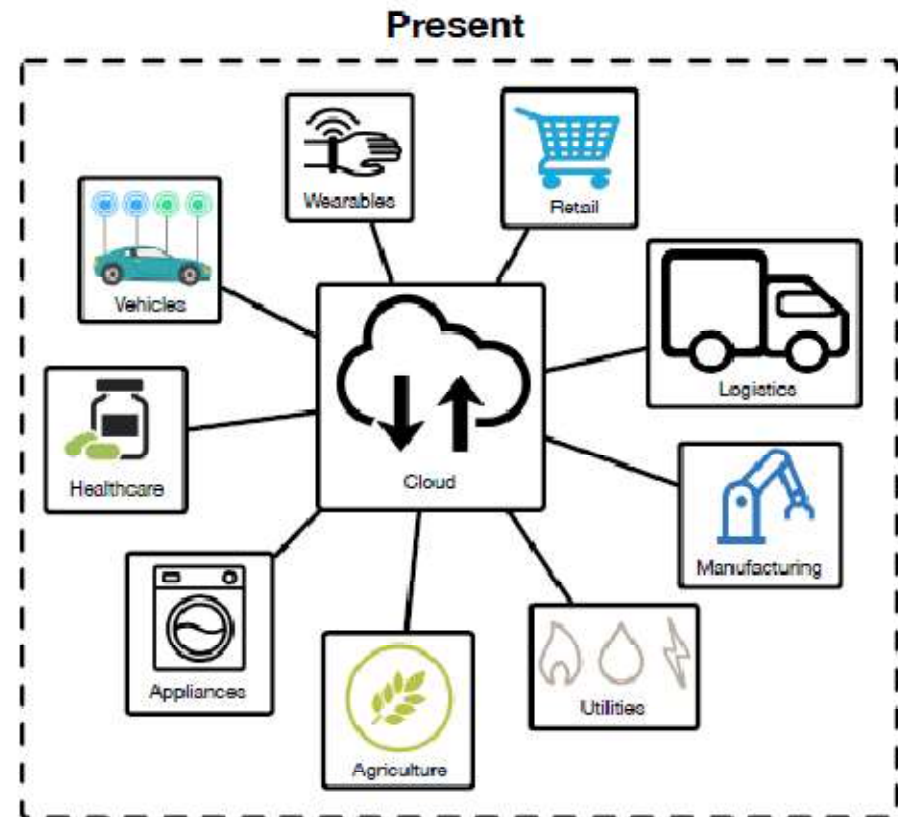 Present
Wearables
Retail
Vehicles
Logistics
Cloud
Healthcare
Manufacturing
Appliances
Utilities
Agriculture